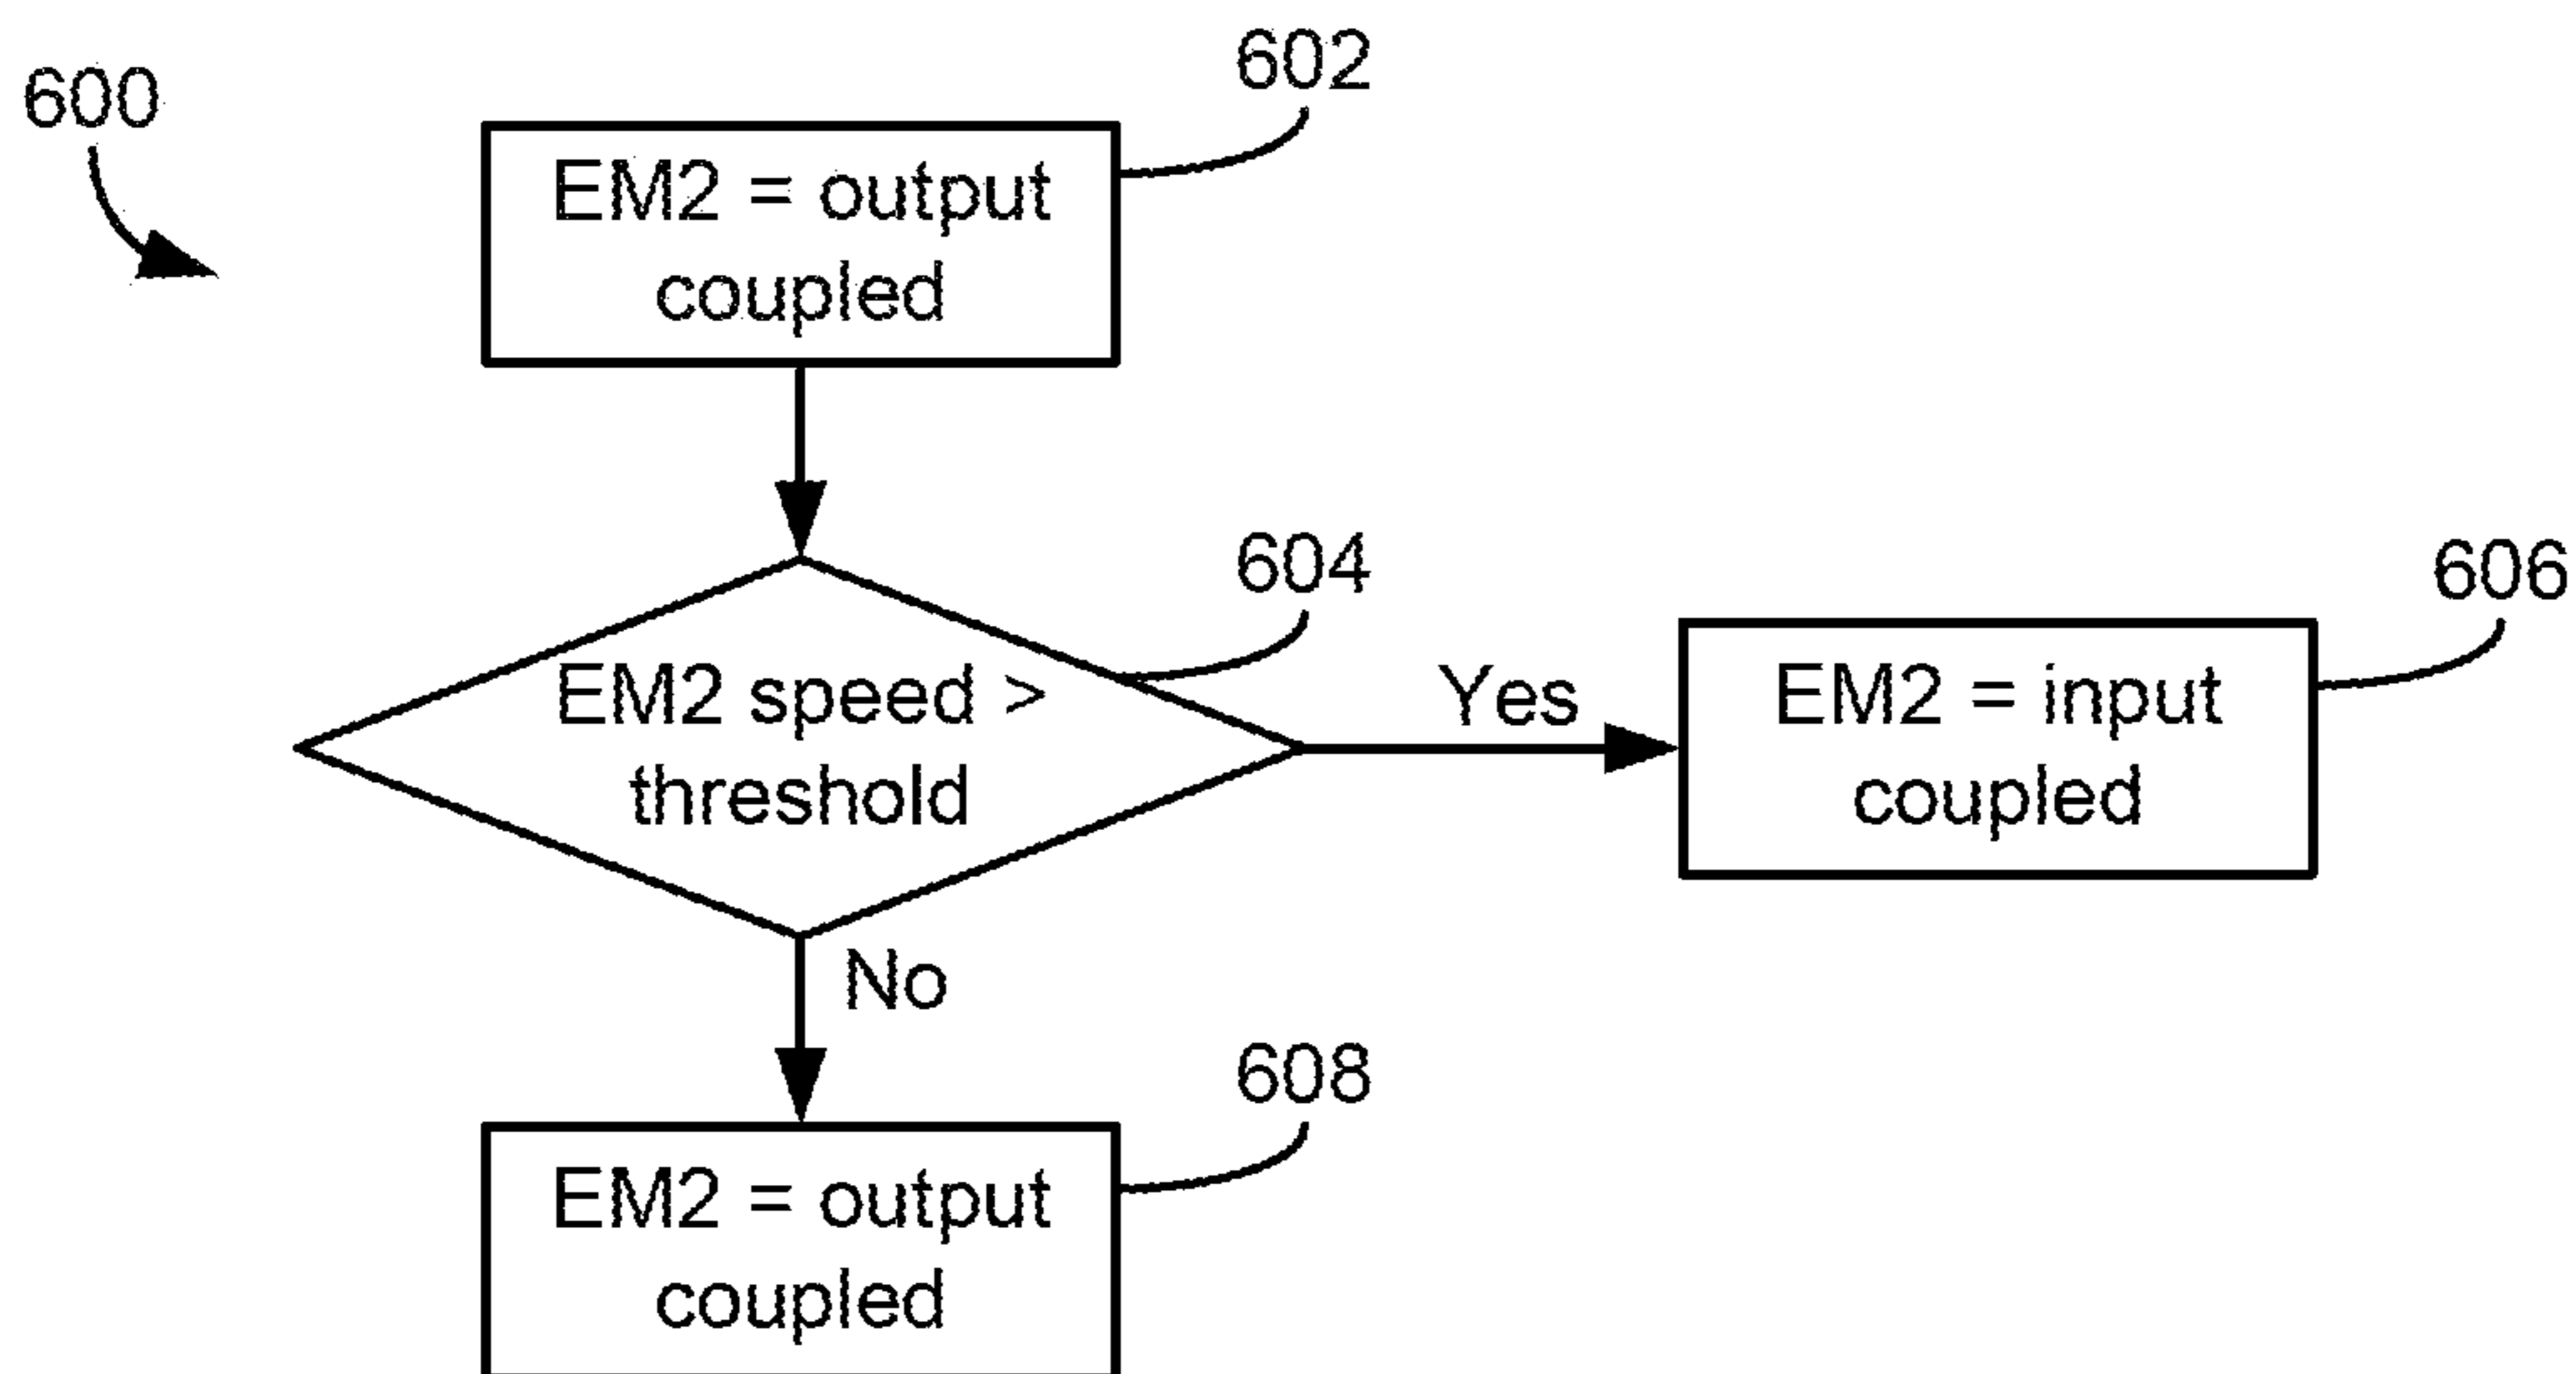 600
602
EM2 = output
coupled
604
EM2 speed >
threshold
Yes
606
EM2 = input
coupled
No
608
EM2 = output
coupled